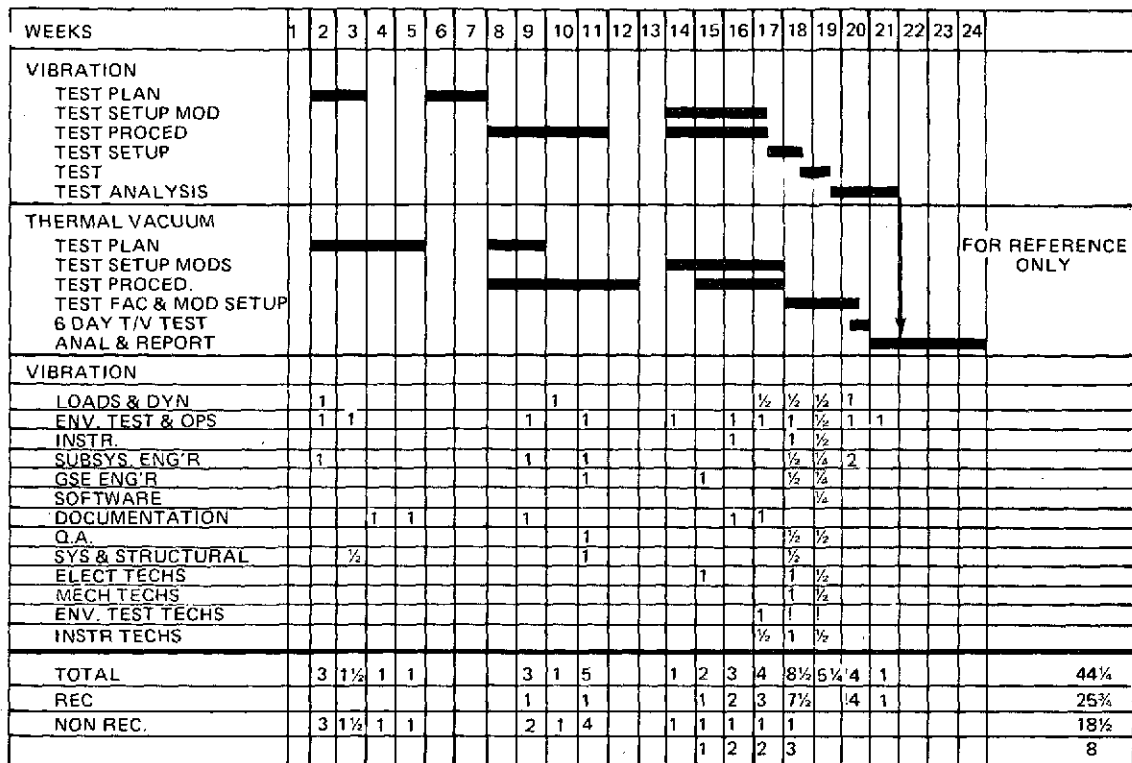 WEEKS 1 2 3 4 5 6 7 8 9 10 11 12 13 14 15 16 17 18 19 20 21 22 23 24
VIBRATION
TEST PLAN
TEST SETUP MOD
TEST PROCED
TEST SETUP
TEST
TEST ANALYSIS
THERMAL VACUUM
TEST PLAN
FOR REFERENCE
ONLY
TEST SETUP MODS
TEST PROCED.
TEST FAC & MOD SETUP
6 DAY T/V TEST
ANAL & REPORT
VIBRATION
LOADS & DYN 1 1 ½ ½ ½ 1
ENV. TEST & OPS 1 1 1 1 1 1 1 1 ½ 1 1
INSTR. 1 1 ½
SUBSYS. ENG'R 1 1 1 ½ ¼ 2
GSE ENG'R 1 1 ½ ¼
SOFTWARE ¼
DOCUMENTATION 1 1 1 1 1
Q.A. 1 ½ ½
SYS & STRUCTURAL ½ 1 ½
ELECT TECHS 1 1 ½
MECH TECHS 1 ½
ENV. TEST TECHS 1 1 1
INSTR TECHS ½ 1 ½
TOTAL 3 1½ 1 1 3 1 5 1 2 3 4 8½ 5¼ 4 1 44¼
REC 1 1 1 2 3 7½ 4 1 25¾
NON REC. 3 1½ 1 1 2 1 4 1 1 1 1 1 18½
1 2 2 3 8